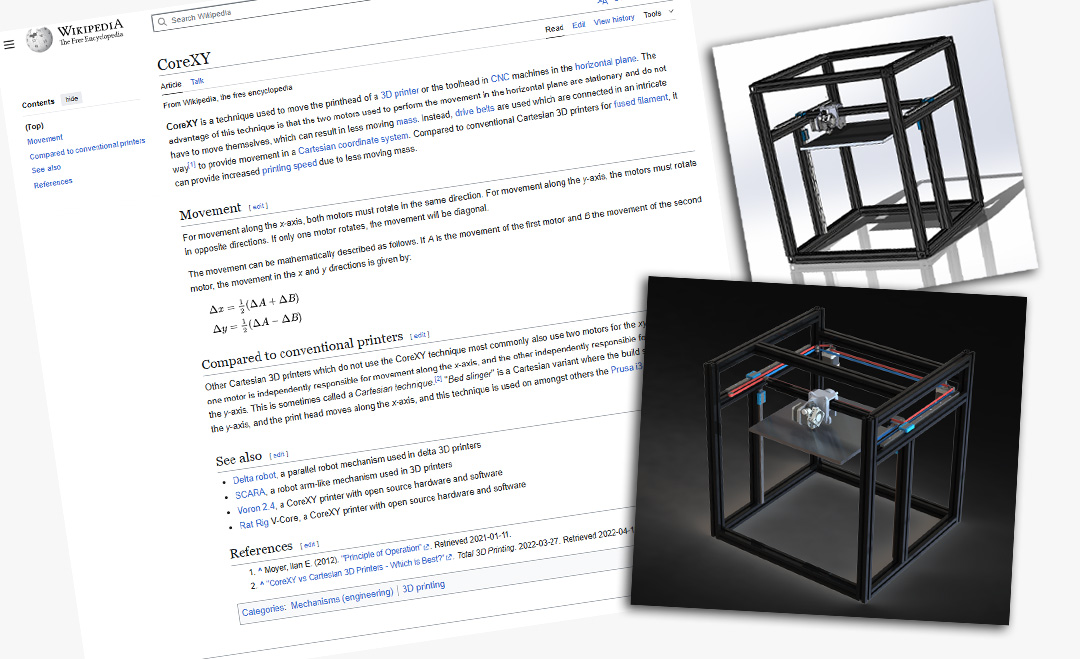 WIKIPEDIA
The Free Encyclopedia
Search Wikipedia
Contents hide
(Top)
Movement
Compared to conventional printers
See also
References
CoreXY
Article Talk
Read Edit View history Tools
From Wikipedia, the free encyclopedia
CoreXY is a technique used to move the printhead of a 3D printer or the toolhead in CNC machines in the horizontal plane. The
advantage of this technique is that the two motors used to perform the movement in the horizontal plane are stationary and do not
have to move themselves, which can result in less moving mass. Instead, drive belts are used which are connected in an intricate
way[1] to provide movement in a Cartesian coordinate system. Compared to conventional Cartesian 3D printers for fused filament, it
can provide increased printing speed due to less moving mass.
Movement [edit]
For movement along the x-axis, both motors must rotate in the same direction. For movement along the y-axis, the motors must rotate
in opposite directions. If only one motor rotates, the movement will be diagonal.
The movement can be mathematically described as follows. If A is the movement of the first motor and B the movement of the second
motor, the movement in the x and y directions is given by:
Δx = ½(ΔA + ΔB)
Δy = ½(ΔA − ΔB)
Compared to conventional printers [edit]
Other Cartesian 3D printers which do not use the CoreXY technique most commonly also use two motors for the xy
one motor is independently responsible for movement along the x-axis, and the other independently responsible fo
the y-axis. This is sometimes called a Cartesian technique.[2] "Bed slinger" is a Cartesian variant where the build
the y-axis, and the print head moves along the x-axis, and this technique is used on amongst others the Prusa i3
See also [edit]
• Delta robot, a parallel robot mechanism used in delta 3D printers
• SCARA, a robot arm-like mechanism used in 3D printers
• Voron 2.4, a CoreXY printer with open source hardware and software
• Rat Rig V-Core, a CoreXY printer with open source hardware and software
References [edit]
1. ^ Moyer, Ilan E. (2012). "Principle of Operation". Retrieved 2021-01-11.
2. ^ "CoreXY vs Cartesian 3D Printers - Which is Best?". Total 3D Printing. 2022-03-27. Retrieved 2022-04-1
Categories: Mechanisms (engineering) | 3D printing